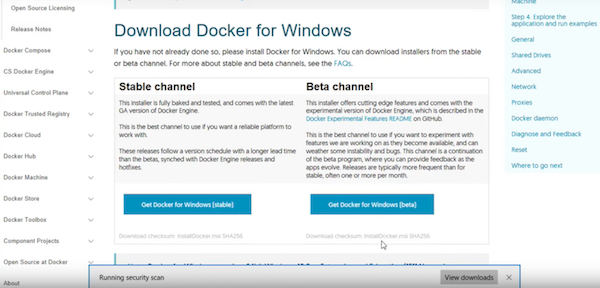 Open Source Licensing
Release Notes
Docker Compose
CS Docker Engine
Universal Control Plane
Docker Trusted Registry
Docker Cloud
Docker Hub
Docker Machine
Docker Store
Docker Toolbox
Component Projects
Open Source at Docker
About
Download Docker for Windows
If you have not already done so, please install Docker for Windows. You can download installers from the stable
or beta channel. For more about stable and beta channels, see the FAQs.
Stable channel
This installer is fully baked and tested, and comes with the latest
GA version of Docker Engine.
This is the best channel to use if you want a reliable platform to
work with.
These releases follow a version schedule with a longer lead time
than the betas, synched with Docker Engine releases and
hotfixes.
Get Docker for Windows [stable]
Download checksum: InstallDocker.msi SHA256
Beta channel
This installer offers cutting edge features and comes with the
experimental version of Docker Engine, which is described in the
Docker Experimental Features README on GitHub.
This is the best channel to use if you want to experiment with
features we are working on as they become available, and can
weather some instability and bugs. This channel is a continuation
of the beta program, where you can provide feedback as the
apps evolve. Releases are typically more frequent than for
stable, often one or more per month.
Get Docker for Windows [beta]
Download checksum: InstallDocker.msi SHA256
Machine
Step 4. Explore the
application and run examples
General
Shared Drives
Advanced
Network
Proxies
Docker daemon
Diagnose and Feedback
Reset
Where to go next
Running security scan
View downloads